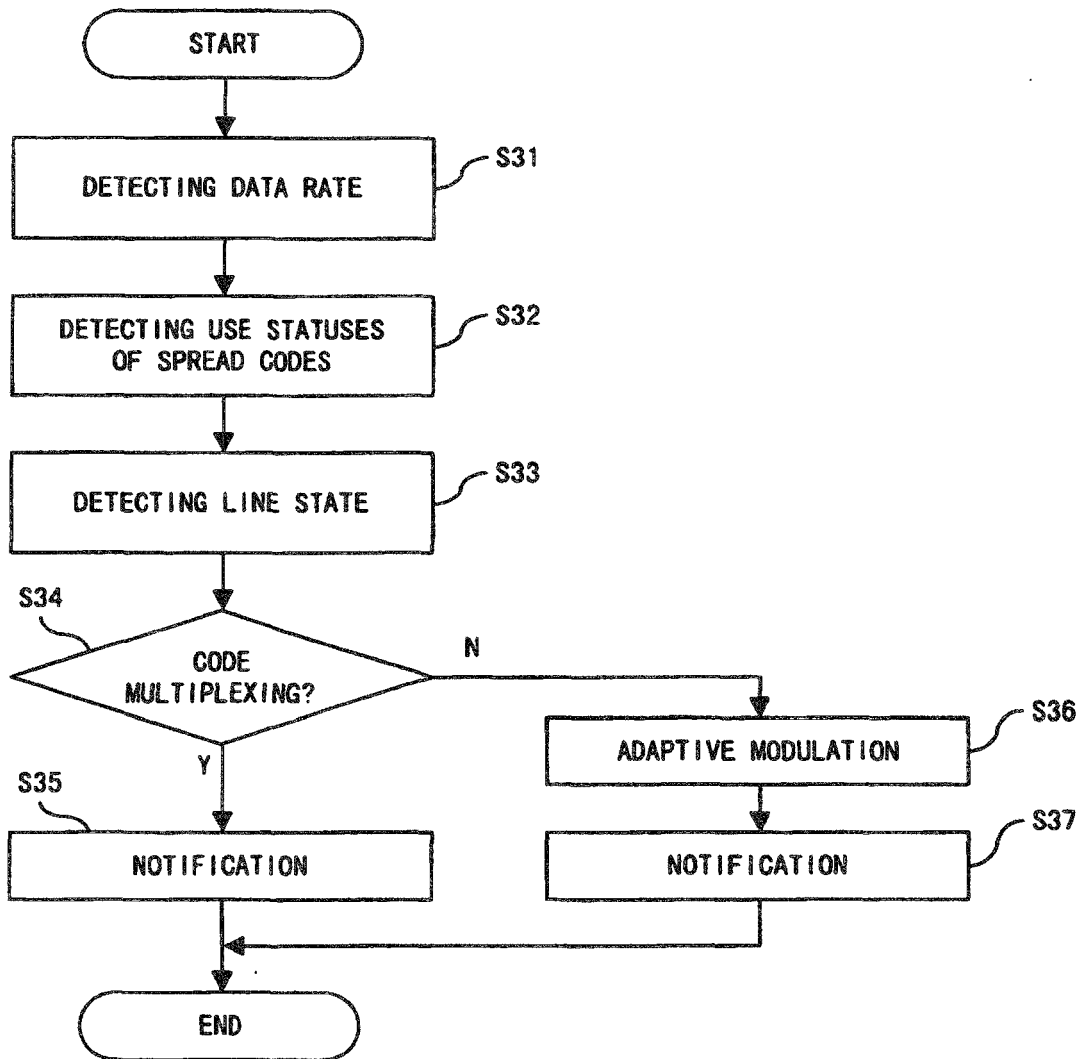 START
DETECTING DATA RATE
S31
DETECTING USE STATUSES
OF SPREAD CODES
S32
DETECTING LINE STATE
S33
S34
CODE
MULTIPLEXING?
N
Y
S36
ADAPTIVE MODULATION
S35
NOTIFICATION
S37
NOTIFICATION
END